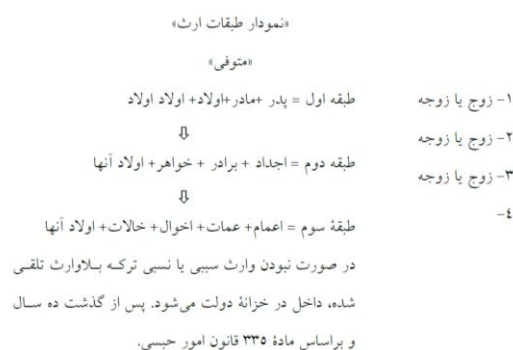 «نمودار طبقات ارث»
«متوفی»
۱- زوج یا زوجه طبقه اول = پدر +مادر+اولاد+ اولاد اولاد
⇩
۲- زوج یا زوجه طبقه دوم = اجداد + برادر + خواهر+ اولاد آنها
۳- زوج یا زوجه
⇩
۴- طبقهٔ سوم = اعمام+ عمات+ اخوال+ خالات+ اولاد آنها
در صورت نبودن وارث سببی یا نسبی ترکه بـلاوارث تلقـی
شده، داخل در خزانهٔ دولت می‌شود. پس از گذشت ده سـال
و براساس مادهٔ ۳۳۵ قانون امور حبسی.